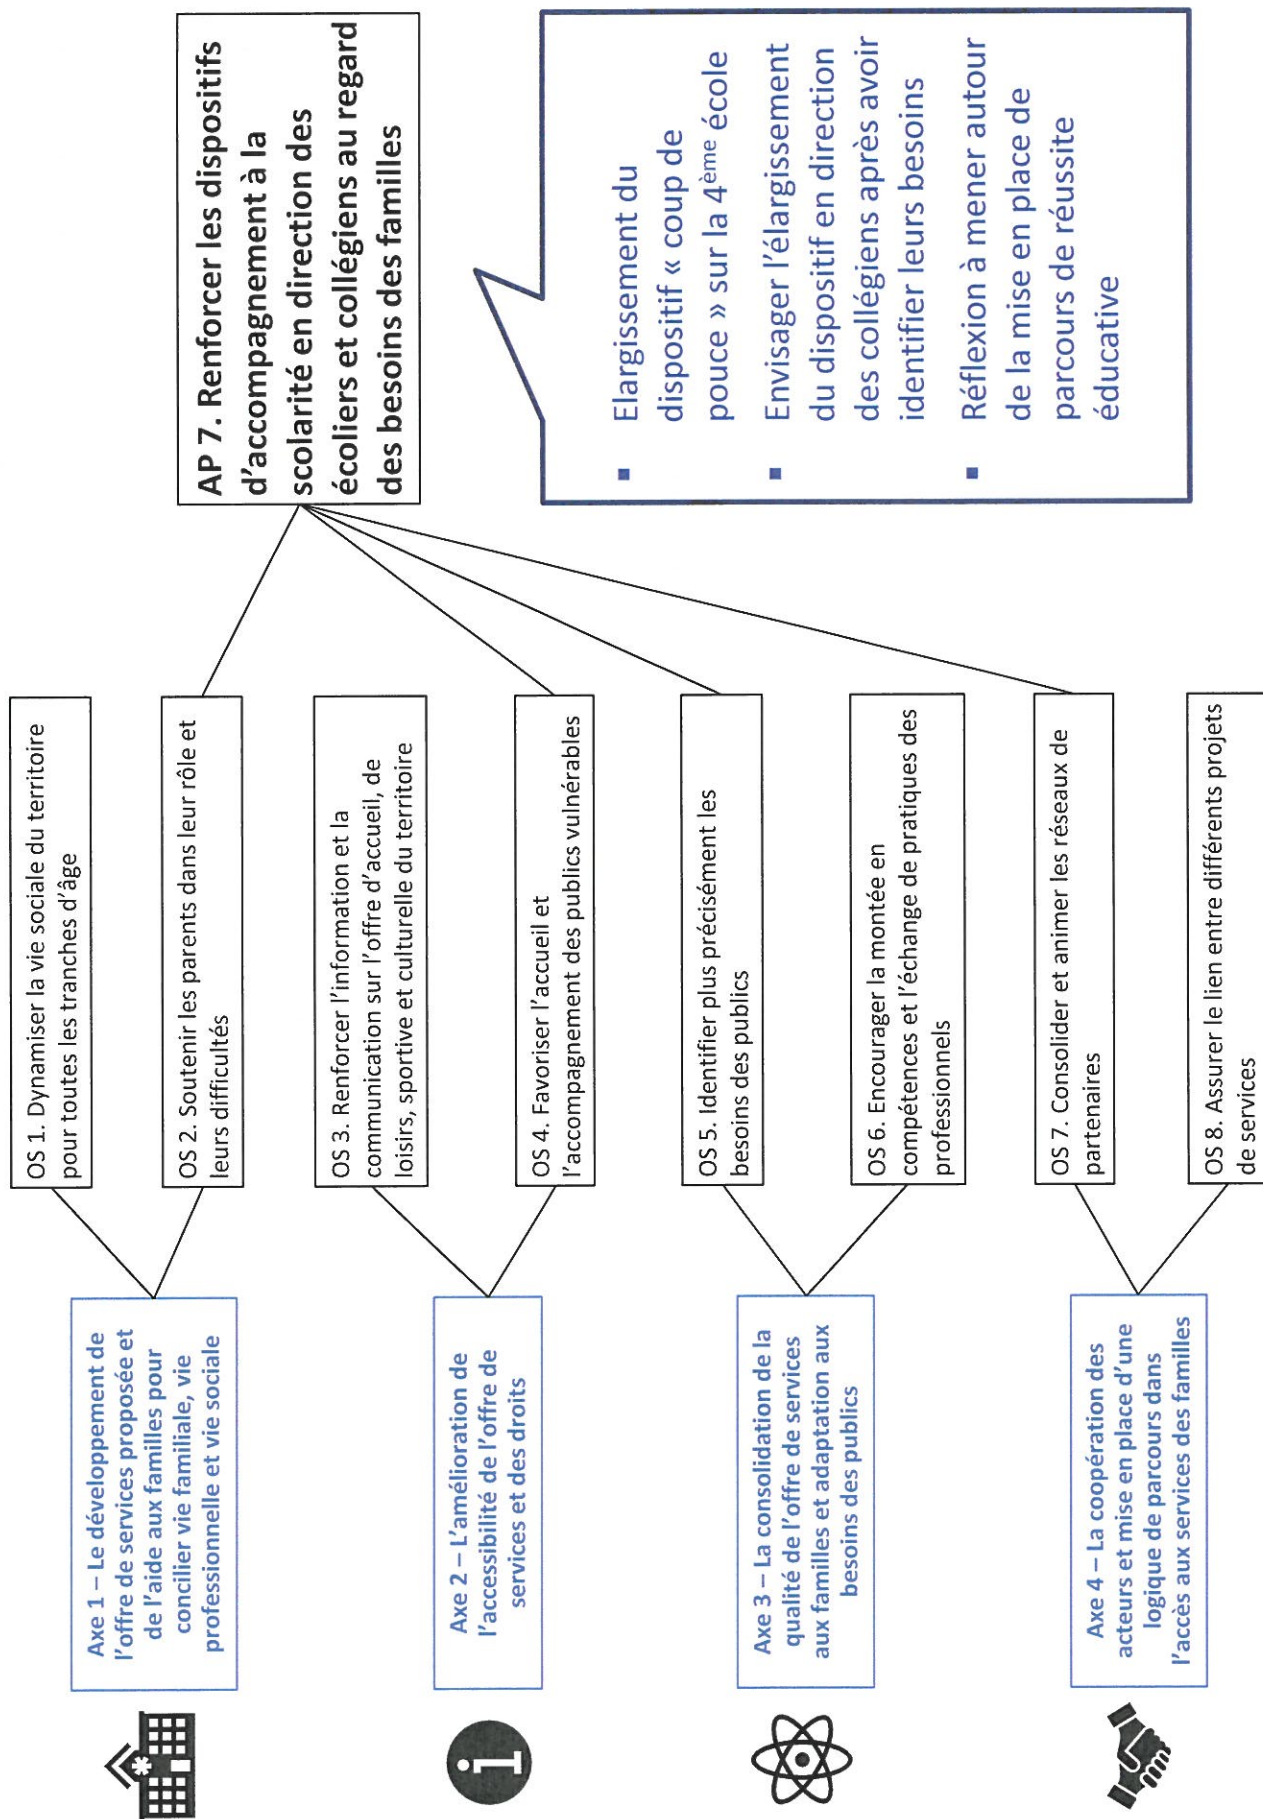 Axe 1 – Le développement de
l'offre de services proposée et
de l'aide aux familles pour
concilier vie familiale, vie
professionnelle et vie sociale
Axe 2 – L'amélioration de
l'accessibilité de l'offre de
services et des droits
Axe 3 – La consolidation de la
qualité de l'offre de services
aux familles et adaptation aux
besoins des publics
Axe 4 – La coopération des
acteurs et mise en place d'une
logique de parcours dans
l'accès aux services des familles
OS 1. Dynamiser la vie sociale du territoire
pour toutes les tranches d'âge
OS 2. Soutenir les parents dans leur rôle et
leurs difficultés
OS 3. Renforcer l'information et la
communication sur l'offre d'accueil, de
loisirs, sportive et culturelle du territoire
OS 4. Favoriser l'accueil et
l'accompagnement des publics vulnérables
OS 5. Identifier plus précisément les
besoins des publics
OS 6. Encourager la montée en
compétences et l'échange de pratiques des
professionnels
OS 7. Consolider et animer les réseaux de
partenaires
OS 8. Assurer le lien entre différents projets
de services
AP 7. Renforcer les dispositifs
d'accompagnement à la
scolarité en direction des
écoliers et collégiens au regard
des besoins des familles
▪ Elargissement du
dispositif « coup de
pouce » sur la 4ème école
▪ Envisager l'élargissement
du dispositif en direction
des collégiens après avoir
identifier leurs besoins
▪ Réflexion à mener autour
de la mise en place de
parcours de réussite
éducative